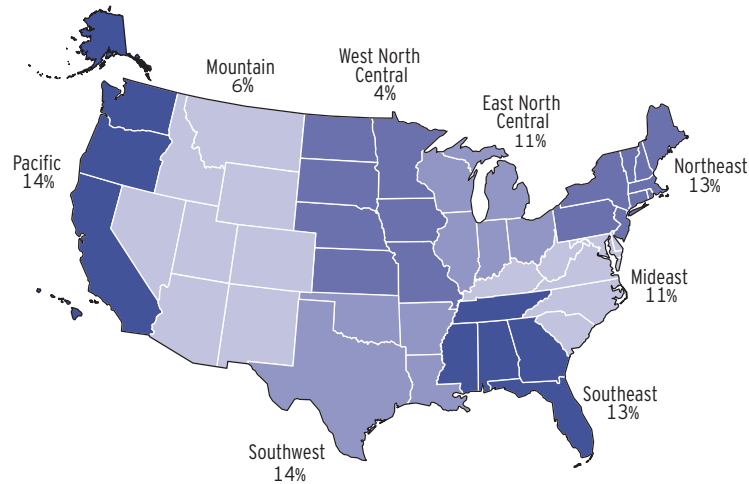 Mountain
6%
West North
Central
4%
East North
Central
11%
Pacific
14%
Northeast
13%
Mideast
11%
Southeast
13%
Southwest
14%